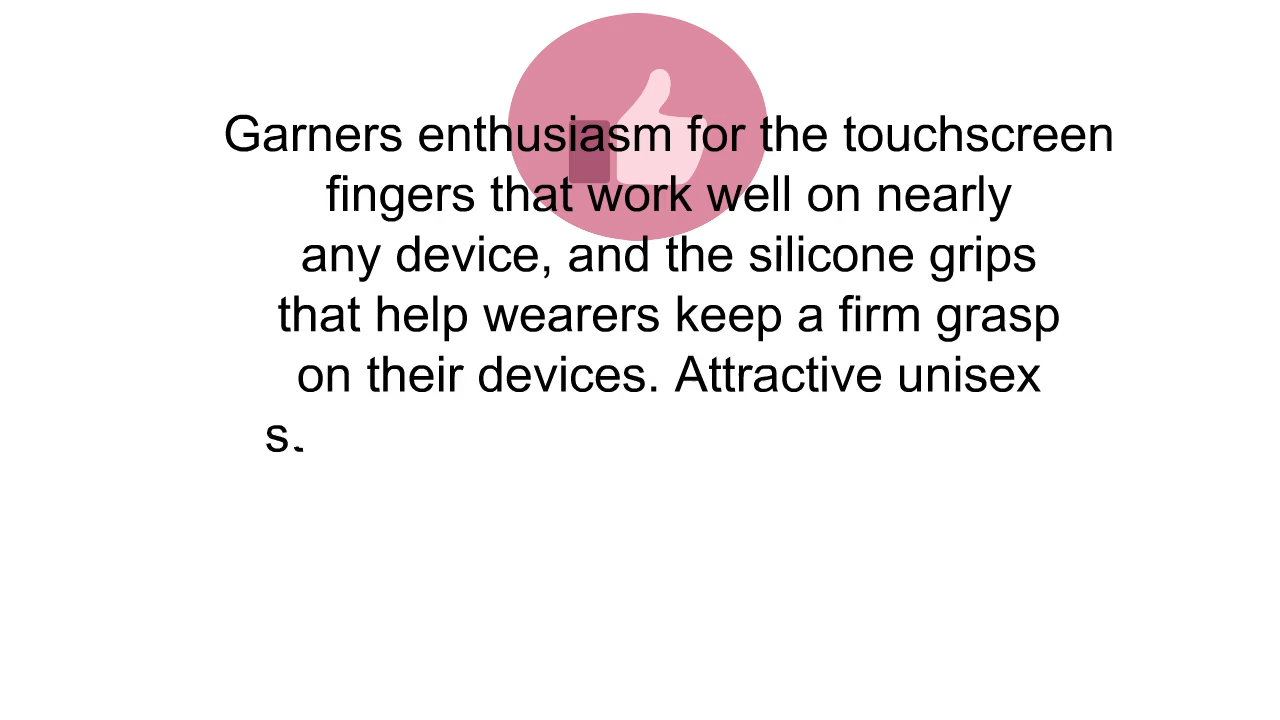 Garners enthusiasm for the touchscreen
fingers that work well on nearly
any device, and the silicone grips
that help wearers keep a firm grasp
on their devices. Attractive unisex